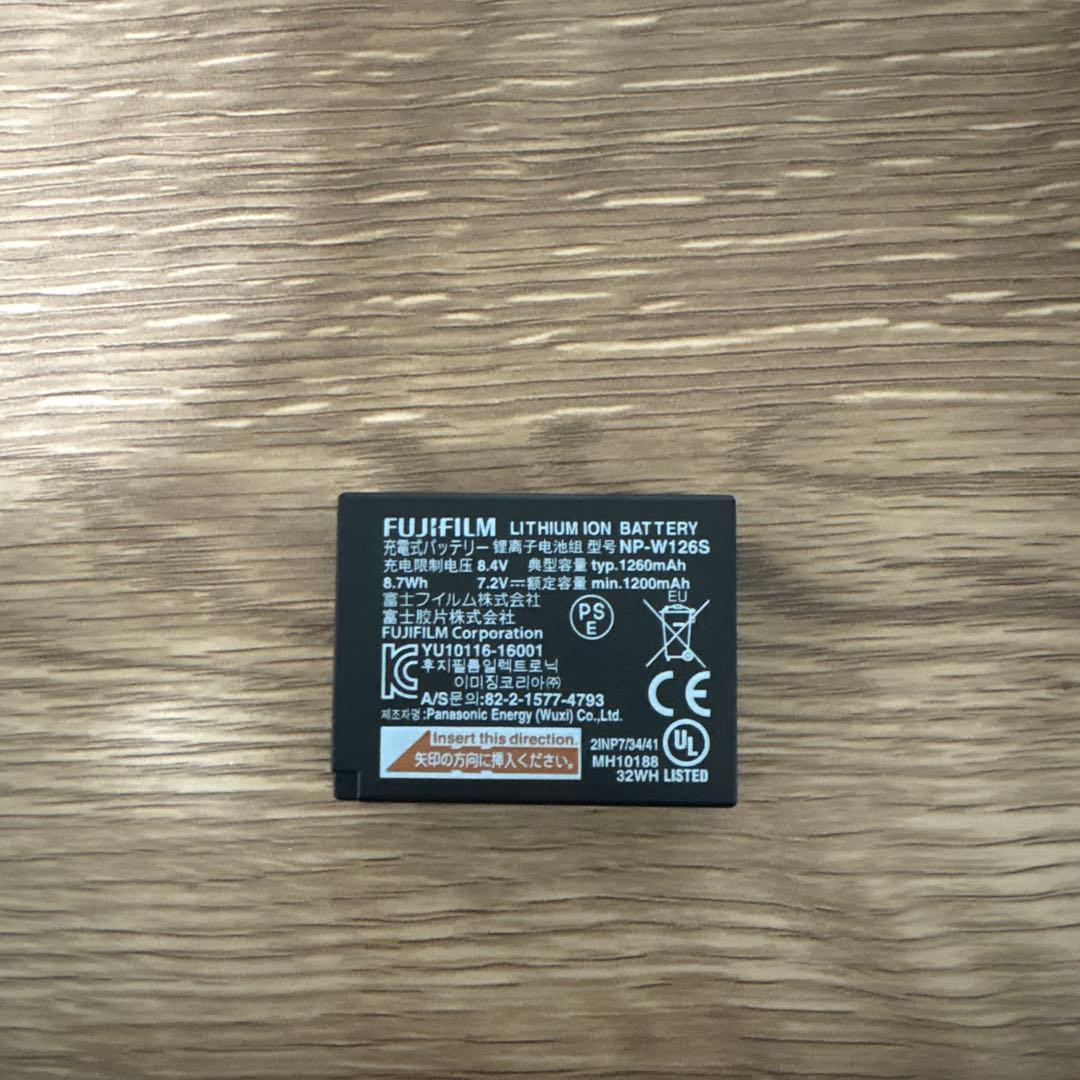 FUJIFILM LITHIUM ION BATTERY
充電式バッテリー 锂离子电池组 型号 NP-W126S
充电限制电压 8.4V 典型容量 typ.1260mAh
8.7Wh 7.2V⎓额定容量 min.1200mAh
富士フイルム株式会社
富士胶片株式会社
FUJIFILM Corporation
PS
E
EU
YU10116-16001
후지필름일렉트로닉
이미징코리아㈜
A/S문의:82-2-1577-4793
제조자명:Panasonic Energy (Wuxi) Co.,Ltd.
CE
Insert this direction.
矢印の方向に挿入ください。
2INP7/34/41
MH10188
32WH
UL
LISTED